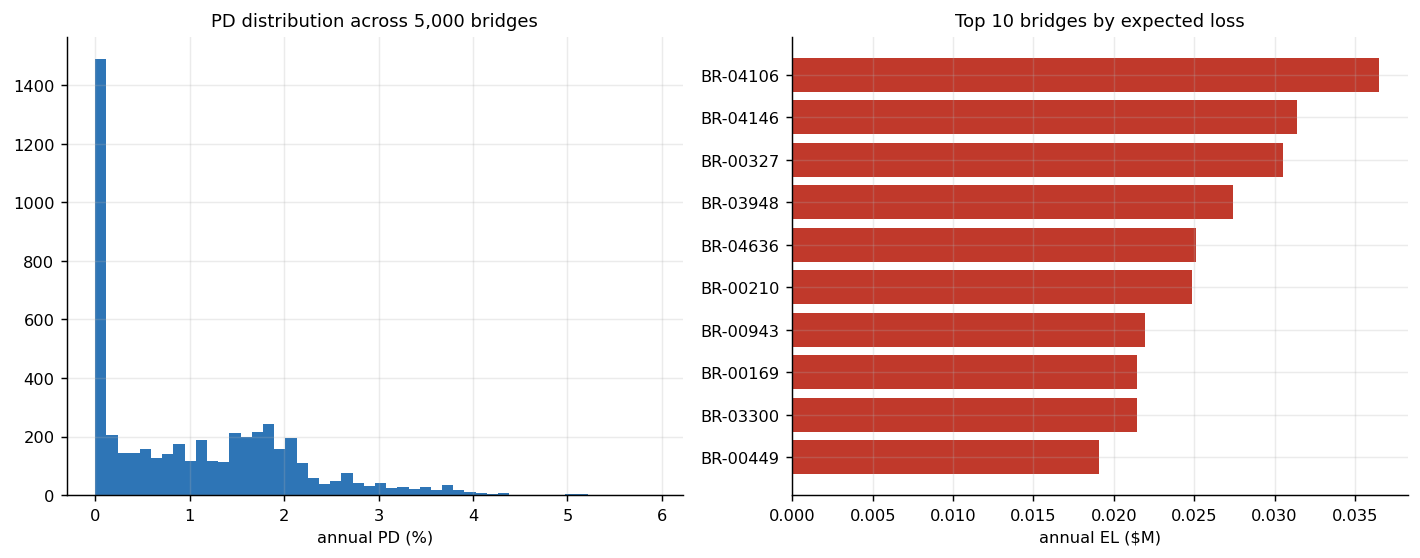 PD distribution across 5,000 bridges
1400
1200
1000
800
600
400
200
0
0 1 2 3 4 5 6
annual PD (%)
Top 10 bridges by expected loss
BR-04106
BR-04146
BR-00327
BR-03948
BR-04636
BR-00210
BR-00943
BR-00169
BR-03300
BR-00449
0.000 0.005 0.010 0.015 0.020 0.025 0.030 0.035
annual EL ($M)